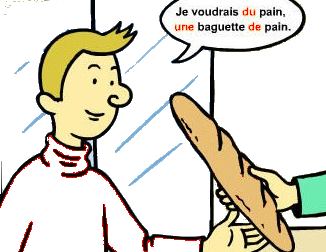 Je voudrais du pain,
une baguette de pain.